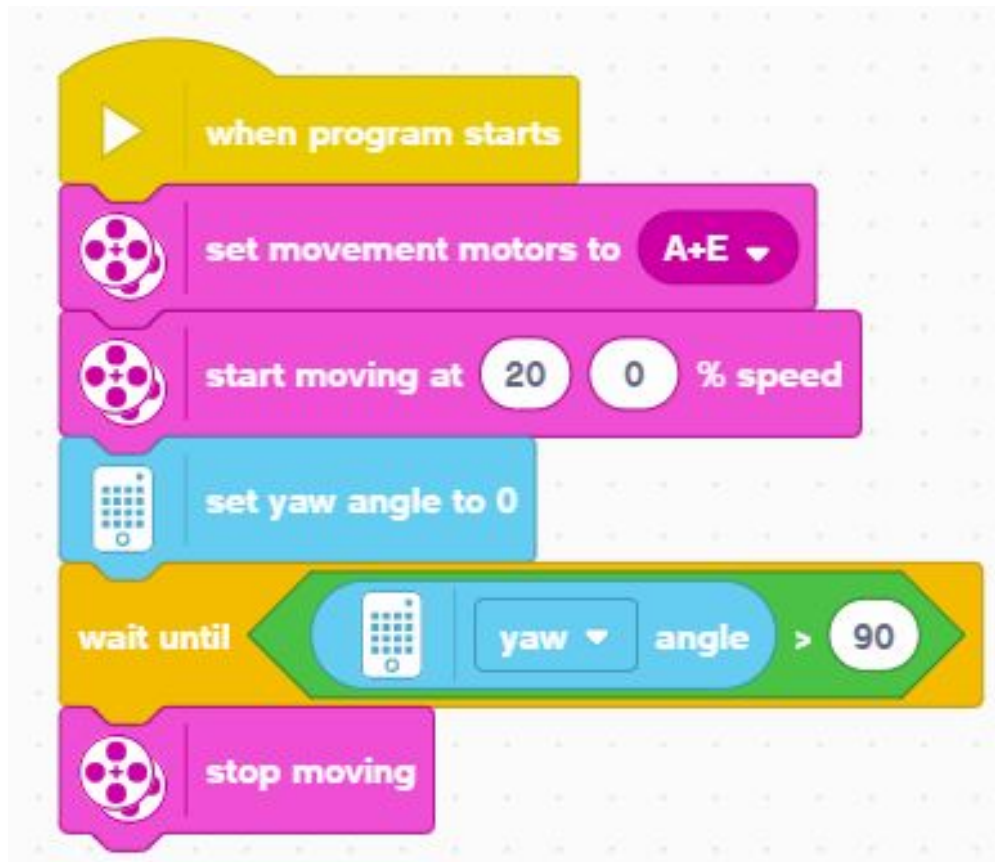 when program starts
set movement motors to A+E
start moving at 20 0 % speed
set yaw angle to 0
wait until yaw angle > 90
stop moving